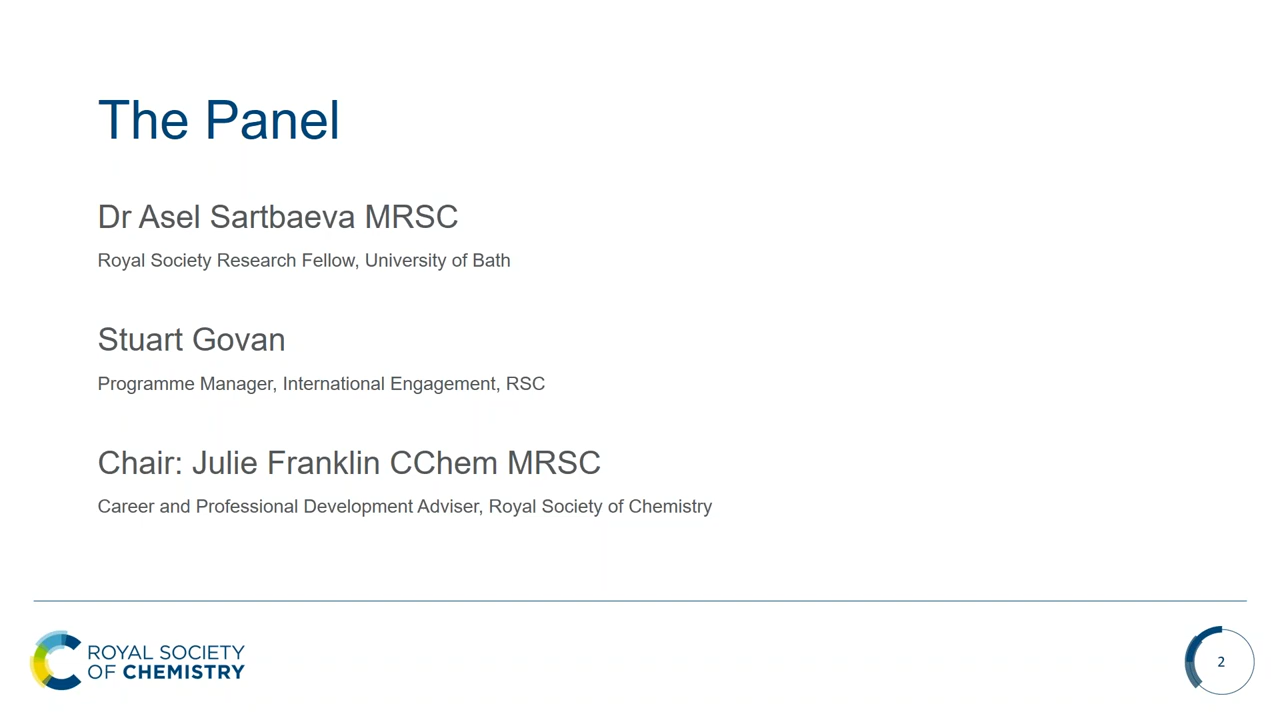 The Panel
Dr Asel Sartbaeva MRSC
Royal Society Research Fellow, University of Bath
Stuart Govan
Programme Manager, International Engagement, RSC
Chair: Julie Franklin CChem MRSC
Career and Professional Development Adviser, Royal Society of Chemistry
ROYAL SOCIETY
OF CHEMISTRY
2